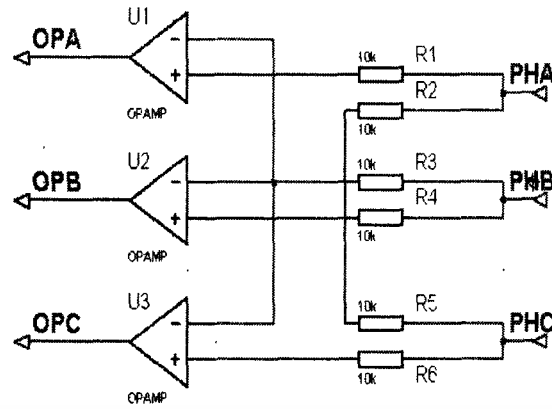 U1
OPA
OPAMP
R1
10k
R2
10k
PHA
U2
OPB
OPAMP
R3
10k
R4
10k
PHB
U3
OPC
OPAMP
R5
10k
R6
10k
PHC